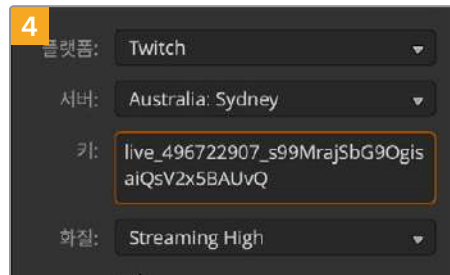 4
플랫폼: Twitch
서버: Australia: Sydney
키: live_496722907_s99MrajSbG9Ogis
aiQsV2x5BAUvQ
화질: Streaming High